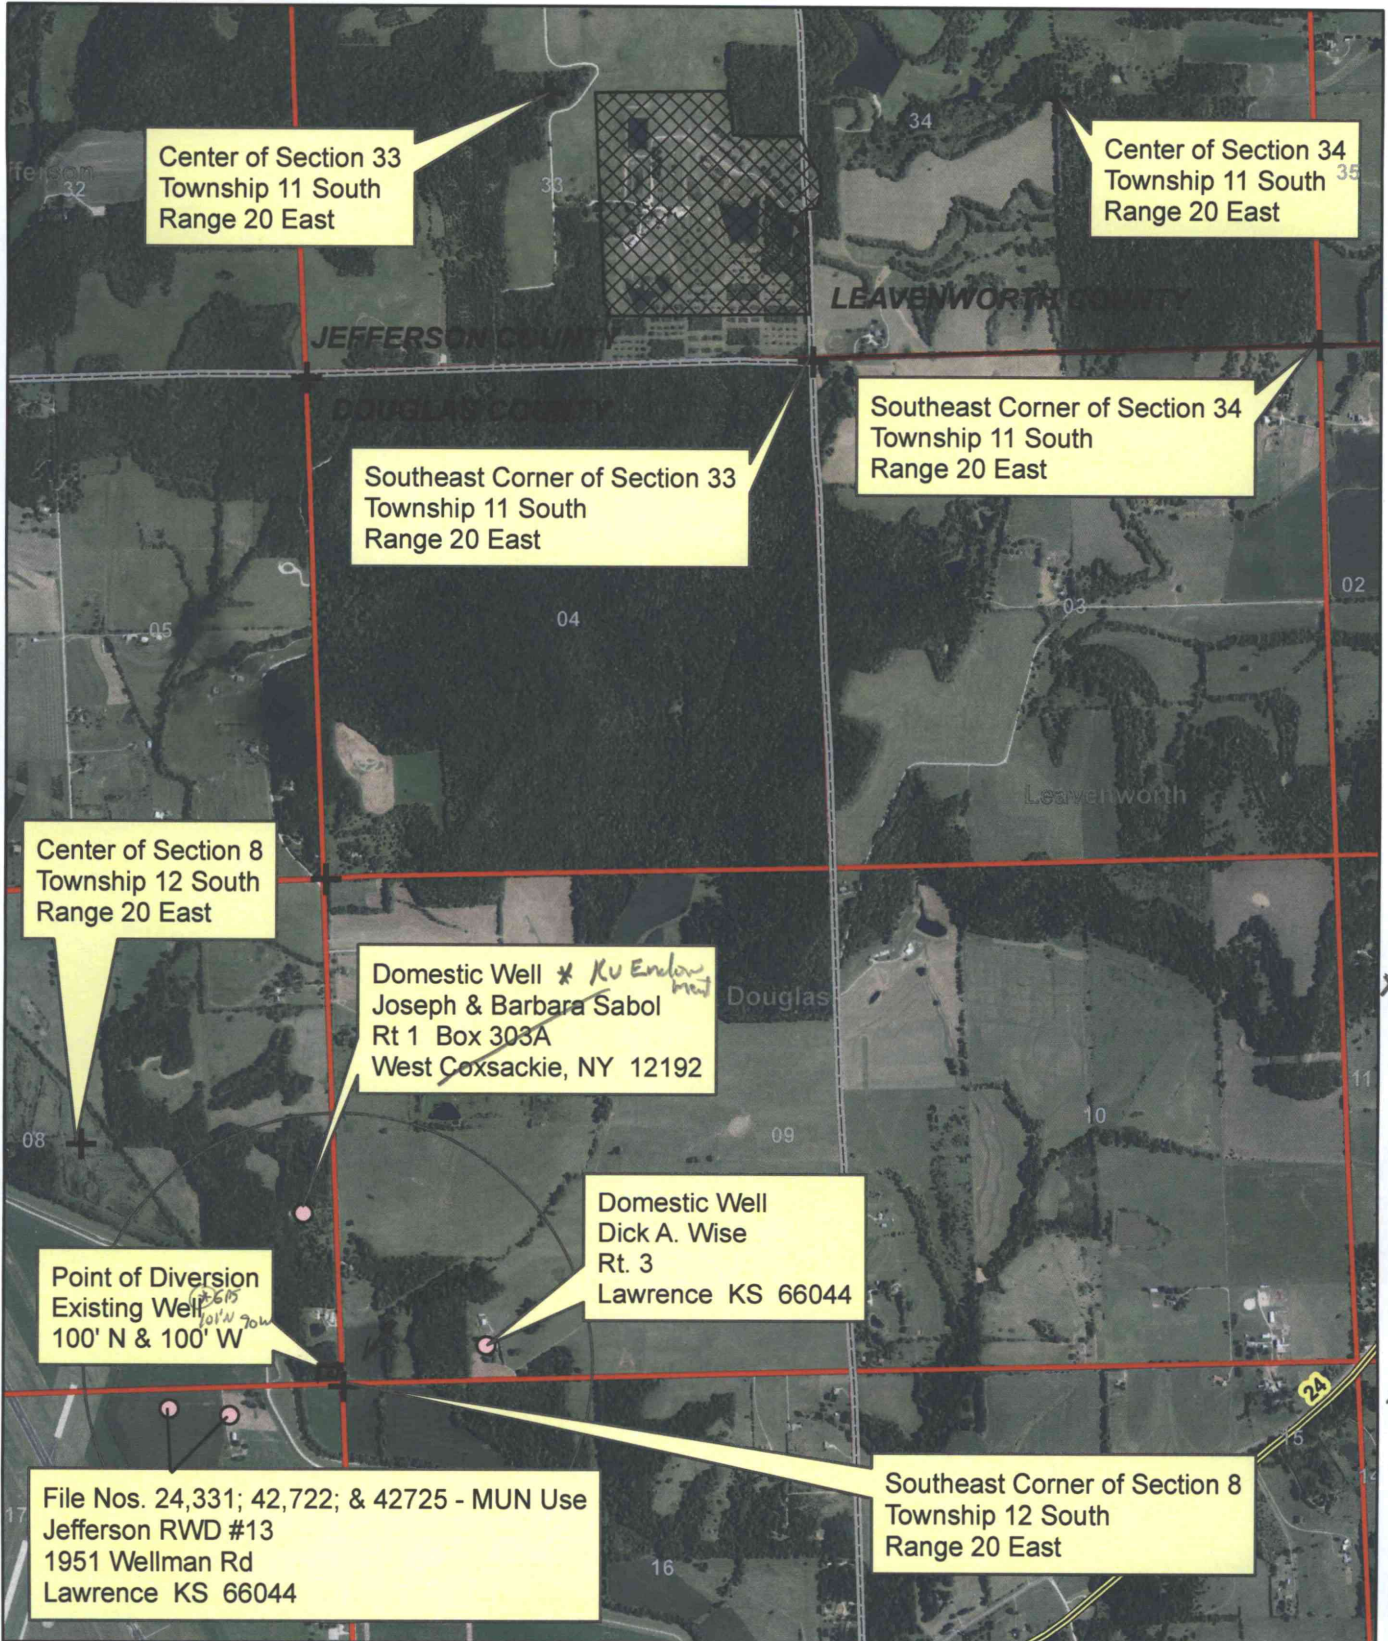 34
Center of Section 33
Township 11 South
Range 20 East
Center of Section 34
Township 11 South
Range 20 East
35
fferson
32
33
LEAVENWORTH COUNTY
JEFFERSON COUNTY
DOUGLAS COUNTY
Southeast Corner of Section 34
Township 11 South
Range 20 East
Southeast Corner of Section 33
Township 11 South
Range 20 East
02
03
04
05
Leavenworth
Center of Section 8
Township 12 South
Range 20 East
Domestic Well * KU Endowment
Joseph & Barbara Sabol
Rt 1 Box 303A
West Coxsackie, NY 12192
Douglas
11
10
09
08
Domestic Well
Dick A. Wise
Rt. 3
Lawrence KS 66044
Point of Diversion
Existing Well * GPS
101'N 90W
100' N & 100' W
24
15
14
Southeast Corner of Section 8
Township 12 South
Range 20 East
File Nos. 24,331; 42,722; & 42725 - MUN Use
Jefferson RWD #13
1951 Wellman Rd
Lawrence KS 66044
17
16